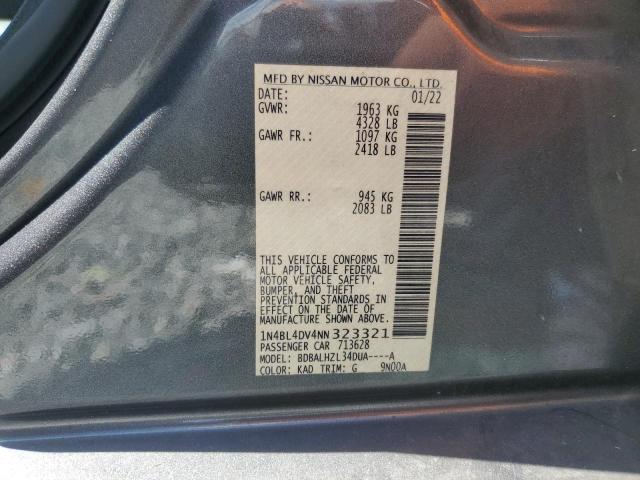 MFD BY NISSAN MOTOR CO., LTD.
DATE: 01/22
GVWR: 1963 KG
4328 LB
GAWR FR.: 1097 KG
2418 LB
GAWR RR.: 945 KG
2083 LB
THIS VEHICLE CONFORMS TO
ALL APPLICABLE FEDERAL
MOTOR VEHICLE SAFETY,
BUMPER, AND THEFT
PREVENTION STANDARDS IN
EFFECT ON THE DATE OF
MANUFACTURE SHOWN ABOVE.
1N4BL4DV4NN 323321
PASSENGER CAR 713628
MODEL: BDBALHZL34DUA----A
COLOR: KAD TRIM: G 9N00A